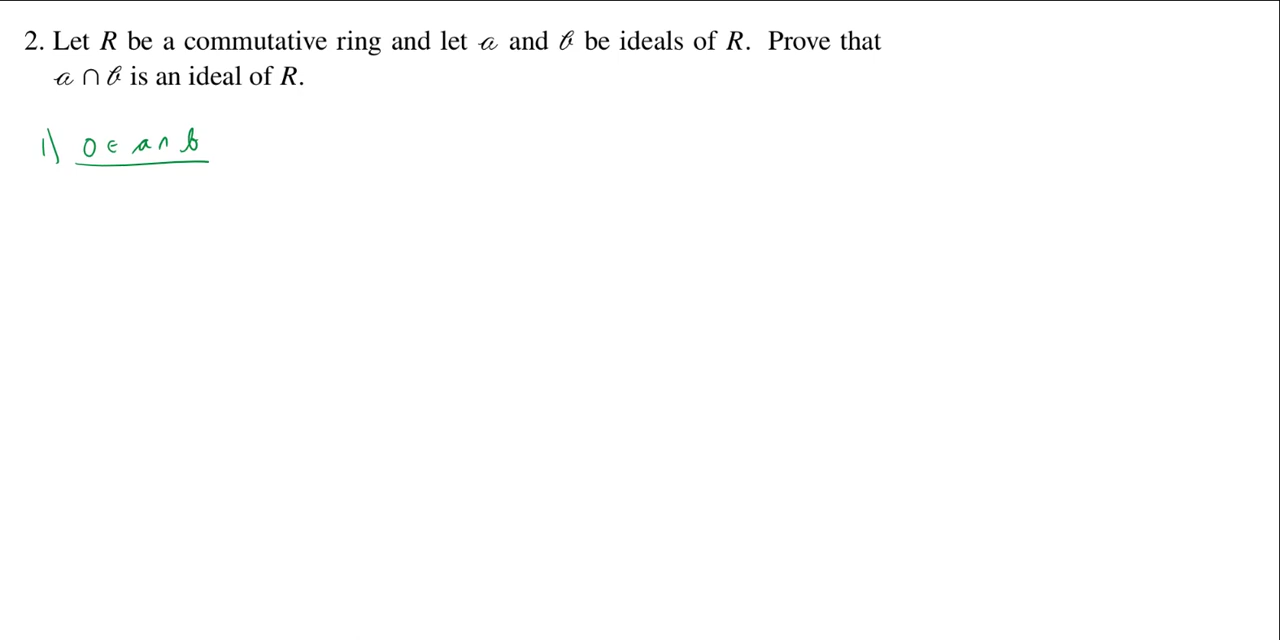 2. Let R be a commutative ring and let 𝒶 and 𝒷 be ideals of R. Prove that
𝒶 ∩ 𝒷 is an ideal of R.
1) 0 ∈ a ∩ b